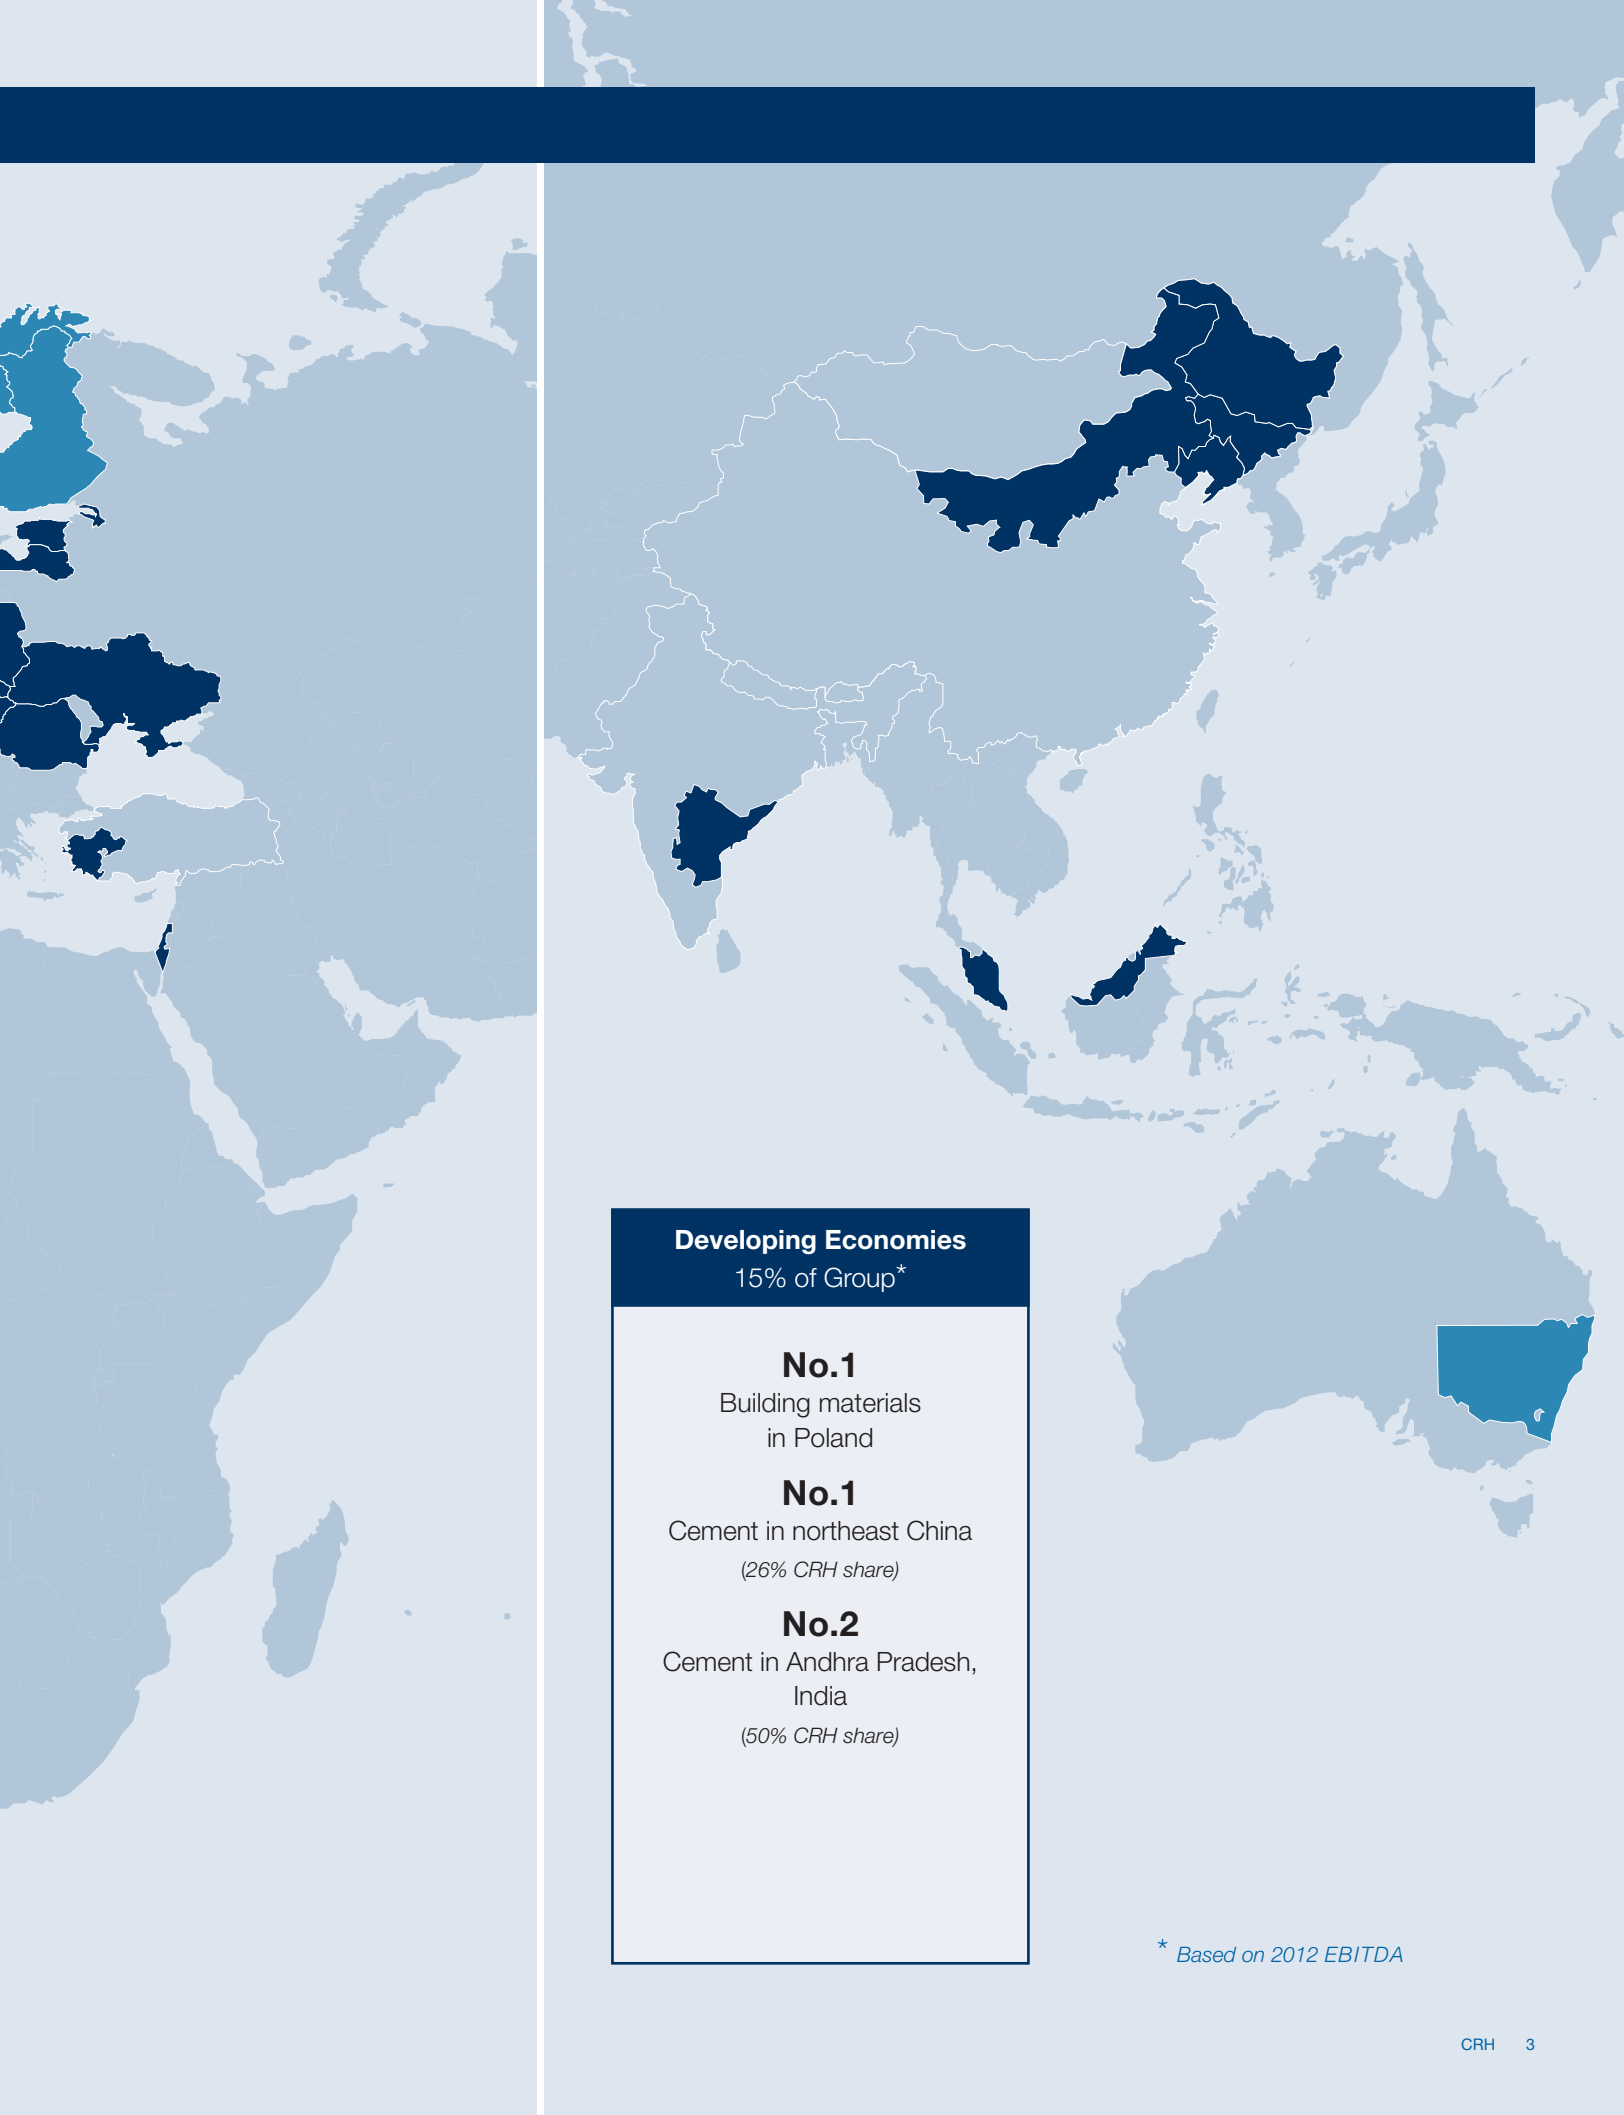 Developing Economies
15% of Group*
No.1
Building materials
in Poland
No.1
Cement in northeast China
(26% CRH share)
No.2
Cement in Andhra Pradesh,
India
(50% CRH share)
* Based on 2012 EBITDA
CRH 3